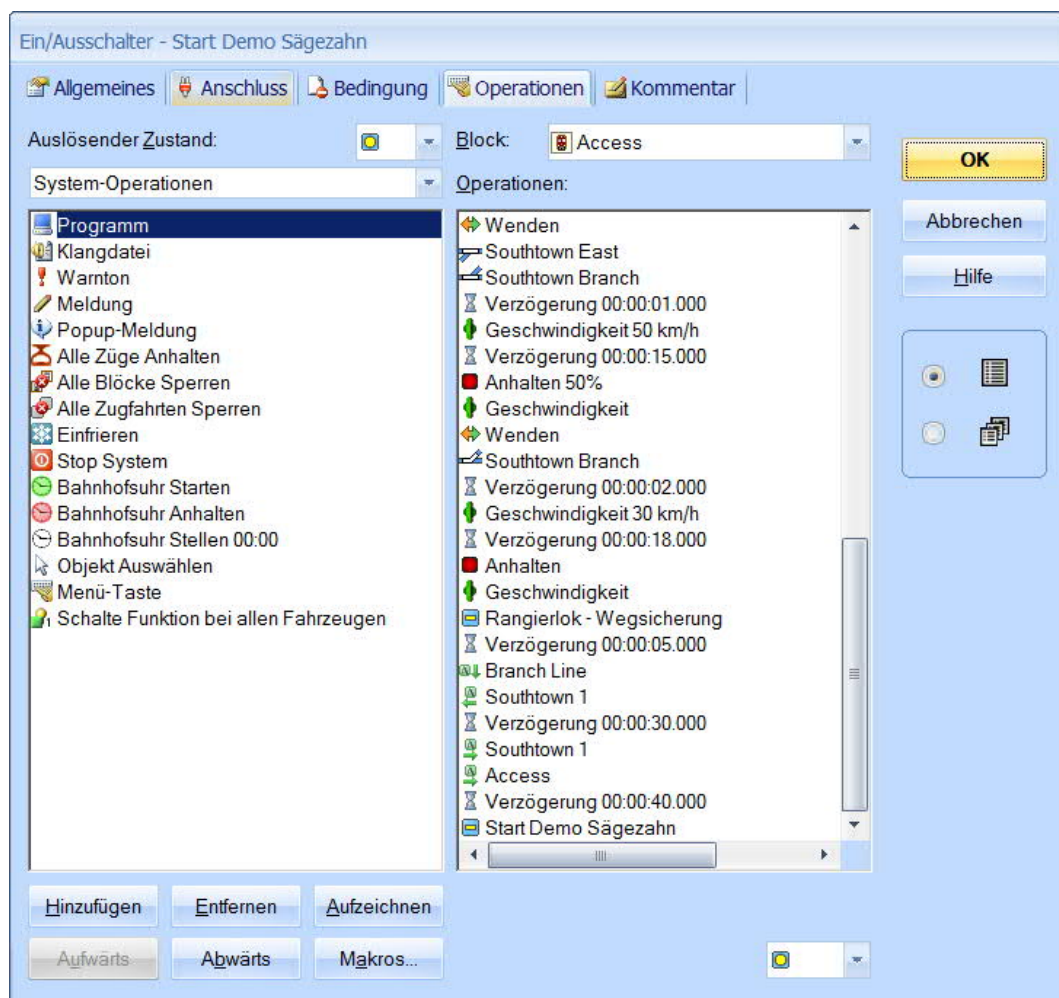 Ein/Ausschalter - Start Demo Sägezahn
Allgemeines Anschluss Bedingung Operationen Kommentar
Auslösender Zustand:
Block: Access
OK
System-Operationen
Operationen:
Abbrechen
Hilfe
Programm
Klangdatei
Warnton
Meldung
Popup-Meldung
Alle Züge Anhalten
Alle Blöcke Sperren
Alle Zugfahrten Sperren
Einfrieren
Stop System
Bahnhofsuhr Starten
Bahnhofsuhr Anhalten
Bahnhofsuhr Stellen 00:00
Objekt Auswählen
Menü-Taste
Schalte Funktion bei allen Fahrzeugen
Wenden
Southtown East
Southtown Branch
Verzögerung 00:00:01.000
Geschwindigkeit 50 km/h
Verzögerung 00:00:15.000
Anhalten 50%
Geschwindigkeit
Wenden
Southtown Branch
Verzögerung 00:00:02.000
Geschwindigkeit 30 km/h
Verzögerung 00:00:18.000
Anhalten
Geschwindigkeit
Rangierlok - Wegsicherung
Verzögerung 00:00:05.000
Branch Line
Southtown 1
Verzögerung 00:00:30.000
Southtown 1
Access
Verzögerung 00:00:40.000
Start Demo Sägezahn
Hinzufügen Entfernen Aufzeichnen
Aufwärts Abwärts Makros...